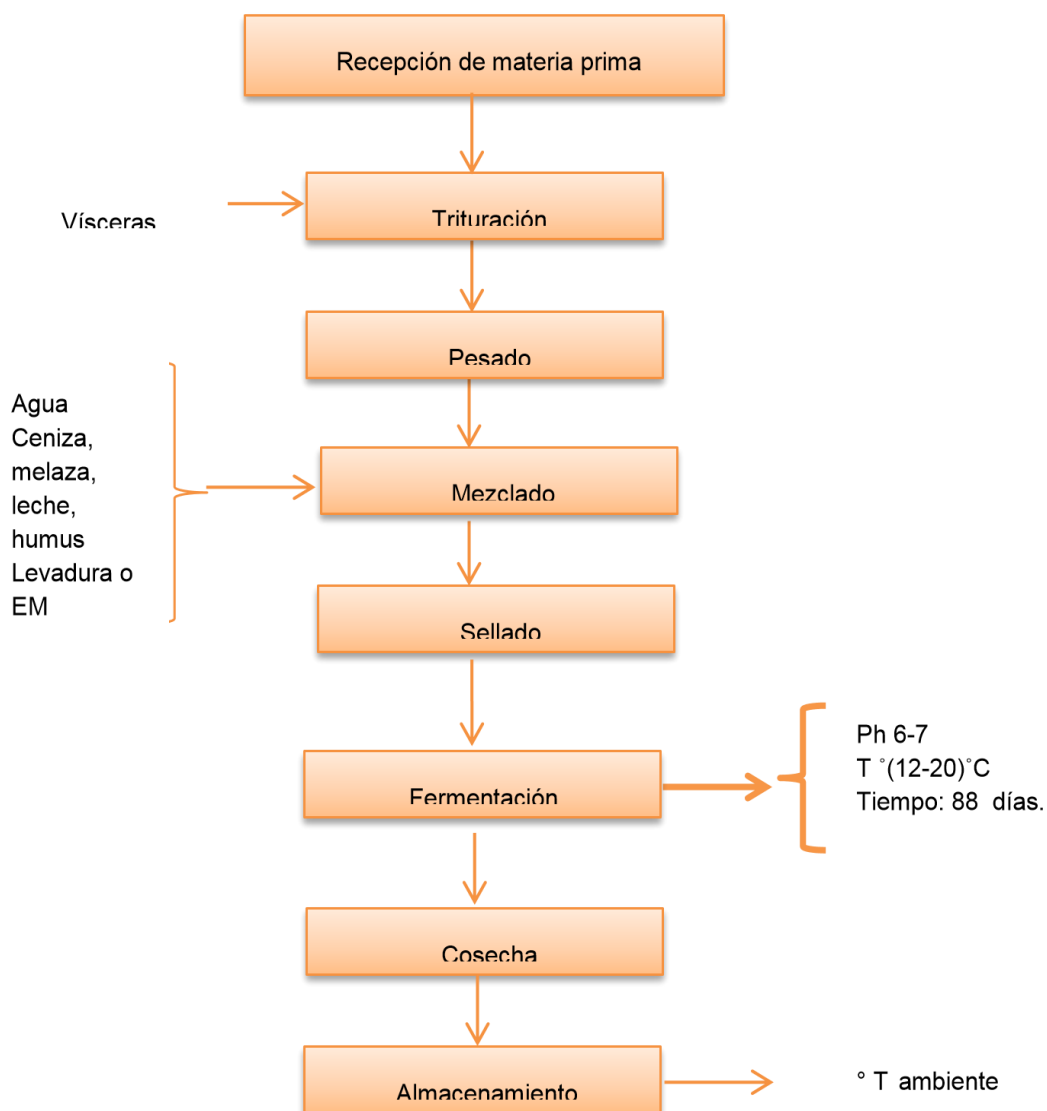 Recepción de materia prima
Vísceras
Trituración
Pesado
Agua
Ceniza,
melaza,
leche,
humus
Levadura o
EM
Mezclado
Sellado
Fermentación
Ph 6-7
T °(12-20)°C
Tiempo: 88 días.
Cosecha
Almacenamiento
° T ambiente